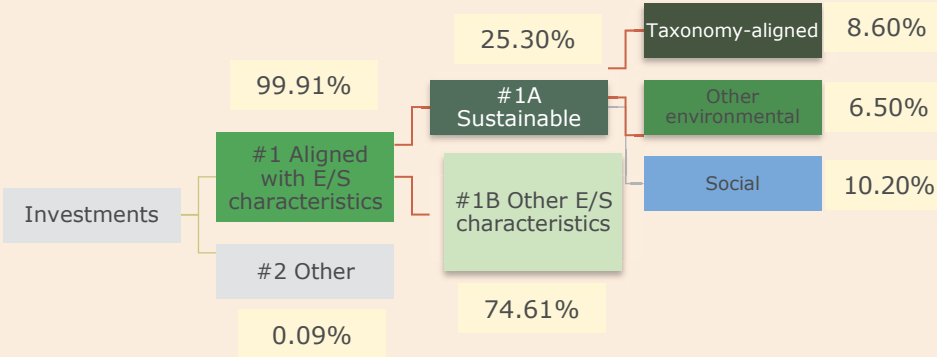 Taxonomy-aligned
8.60%
25.30%
99.91%
#1A
Sustainable
Other
environmental
6.50%
#1 Aligned
with E/S
characteristics
Social
10.20%
Investments
#1B Other E/S
characteristics
#2 Other
74.61%
0.09%